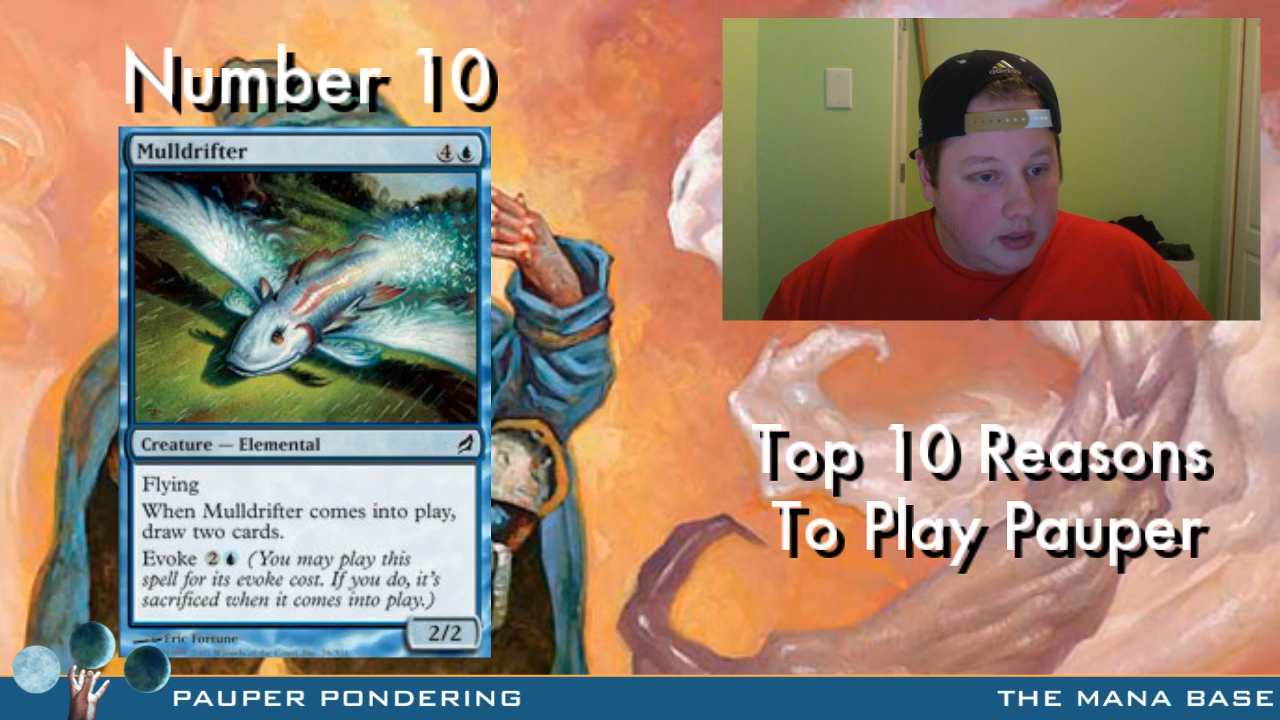 Number 10
Mulldrifter
4
adidas
Creature — Elemental
Flying
When Mulldrifter comes into play,
draw two cards.
Evoke 2 (You may play this
spell for its evoke cost. If you do, it's
sacrificed when it comes into play.)
2/2
Eric Fortune
Top 10 Reasons
To Play Pauper
PAUPER PONDERING
THE MANA BASE